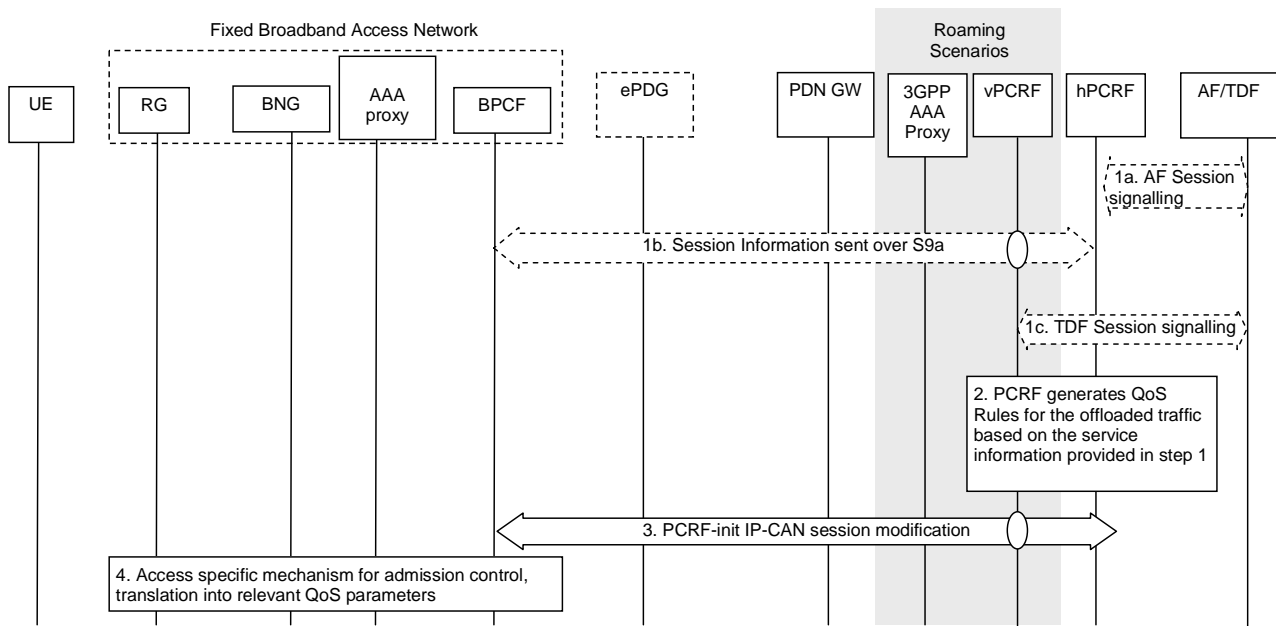 Fixed Broadband Access Network
Roaming
Scenarios
UE
RG
BNG
AAA
proxy
BPCF
ePDG
PDN GW
3GPP
AAA
Proxy
vPCRF
hPCRF
AF/TDF
1a. AF Session
signalling
1b. Session Information sent over S9a
1c. TDF Session signalling
2. PCRF generates QoS
Rules for the offloaded traffic
based on the service
information provided in step 1
3. PCRF-init IP-CAN session modification
4. Access specific mechanism for admission control,
translation into relevant QoS parameters